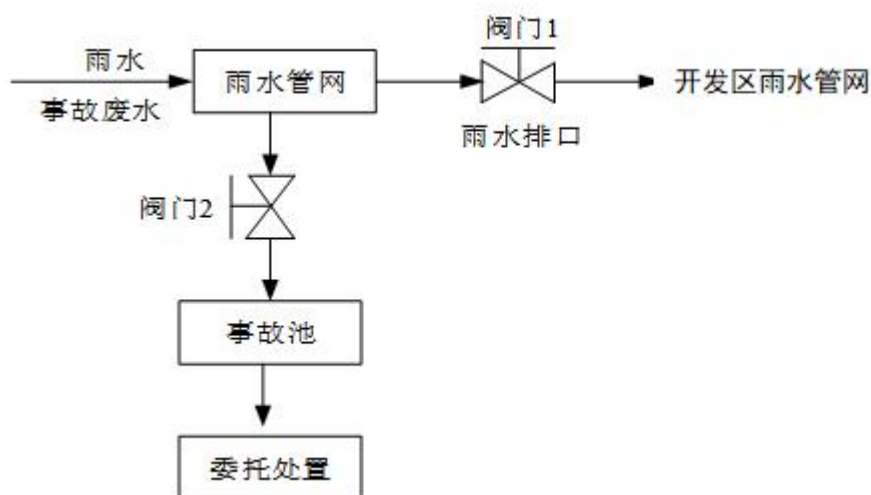 阀门1
雨水
雨水管网
开发区雨水管网
事故废水
雨水排口
阀门2
事故池
委托处置